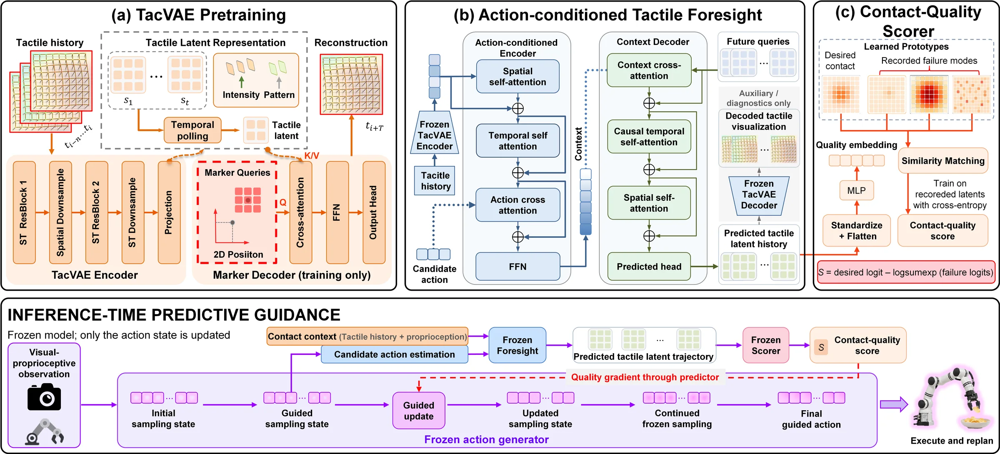 (a) TacVAE Pretraining
Tactile history
t_{i-n}...t_i
Tactile Latent Representation
s_1
...
s_t
Intensity
Pattern
Temporal
polling
Tactile
latent
Reconstruction
t_{i+T}
K/V
ST ResBlock 1
Spatial Downsample
ST ResBlock 2
ST Downsample
Projection
TacVAE Encoder
Marker Queries
2D Posiiton
Q
Cross-attention
FFN
Output Head
Marker Decoder (training only)
(b) Action-conditioned Tactile Foresight
Frozen
TacVAE
Encoder
Tacitle
history
Candidate
action
Action-conditioned
Encoder
Spatial
self-attention
Temporal self
attention
Action cross
attention
FFN
Context
Context Decoder
Context cross-
attention
Causal temporal
self-attention
Spatial self-
attention
Predicted head
Future queries
...
Auxiliary /
diagnostics only
Decoded tactile
visualization
...
Frozen
TacVAE
Decoder
Predicted tactile
latent history
...
(c) Contact-Quality
Scorer
Learned Prototypes
Desired
contact
Recorded failure modes
Quality embedding
MLP
Standardize
+ Flatten
Similarity Matching
Train on
recoreded latents
with cross-entropy
Contact-quality
score
S = desired logit – logsumexp (failure logits)
INFERENCE-TIME PREDICTIVE GUIDANCE
Frozen model; only the action state is updated
Visual-
proprioceptive
observation
Contact context (Tactile history + proprioception)
Candidate action estimation
Frozen
Foresight
...
Predicted tactile latent trajectory
Frozen
Scorer
S
Contact-quality
score
Quality gradient through predictor
...
Initial
sampling state
...
Guided
sampling state
Guided
update
...
Updated
sampling state
...
Continued
frozen sampling
...
Final
guided action
Frozen action generator
Execute and replan